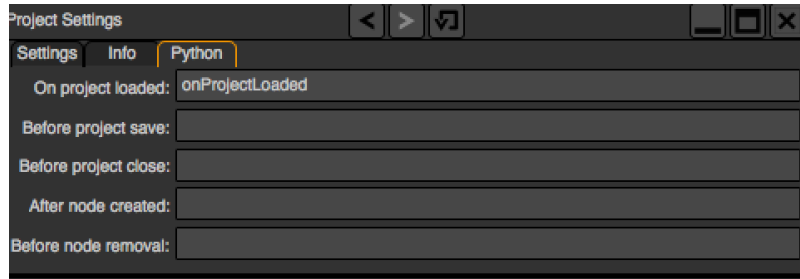 Project Settings
Settings Info Python
On project loaded: onProjectLoaded
Before project save:
Before project close:
After node created:
Before node removal: